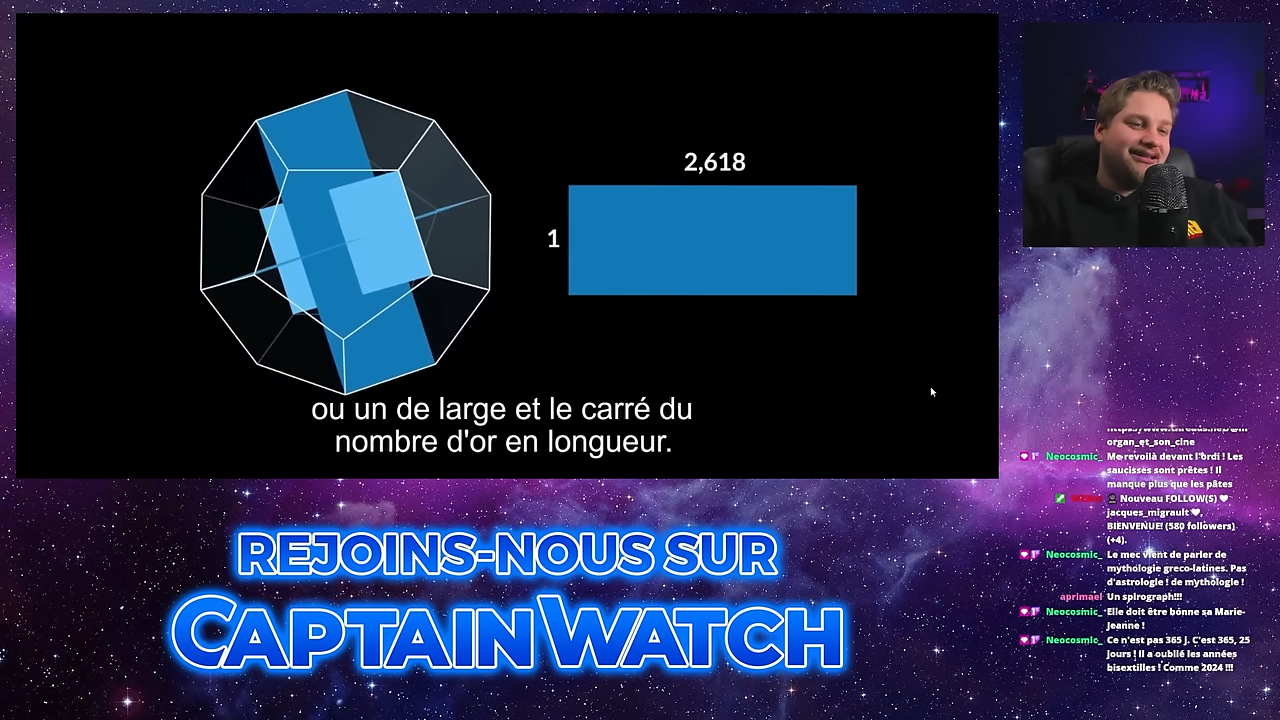 2,618
1
ou un de large et le carré du
nombre d'or en longueur.
REJOINS-NOUS SUR
CAPTAINWATCH
organ_et_son_cine
Neocosmic_ Me revoilà devant l'ordi ! Les
saucisses sont prêtes ! Il
manque plus que les pâtes
Nouveau FOLLOW(S)
jacques_migrault
BIENVENUE! (580 followers)
(+4).
Neocosmic_ Le mec vient de parler de
mythologie greco-latines. Pas
d'astrologie ! de mythologie !
aprimael Un spirograph!!!
Neocosmic_ Elle doit être bonne sa Marie-
Jeanne !
Neocosmic_ Ce n'est pas 365 J. C'est 365, 25
Jours ! Il a oublié les années
bisextilles ! Comme 2024 !!!